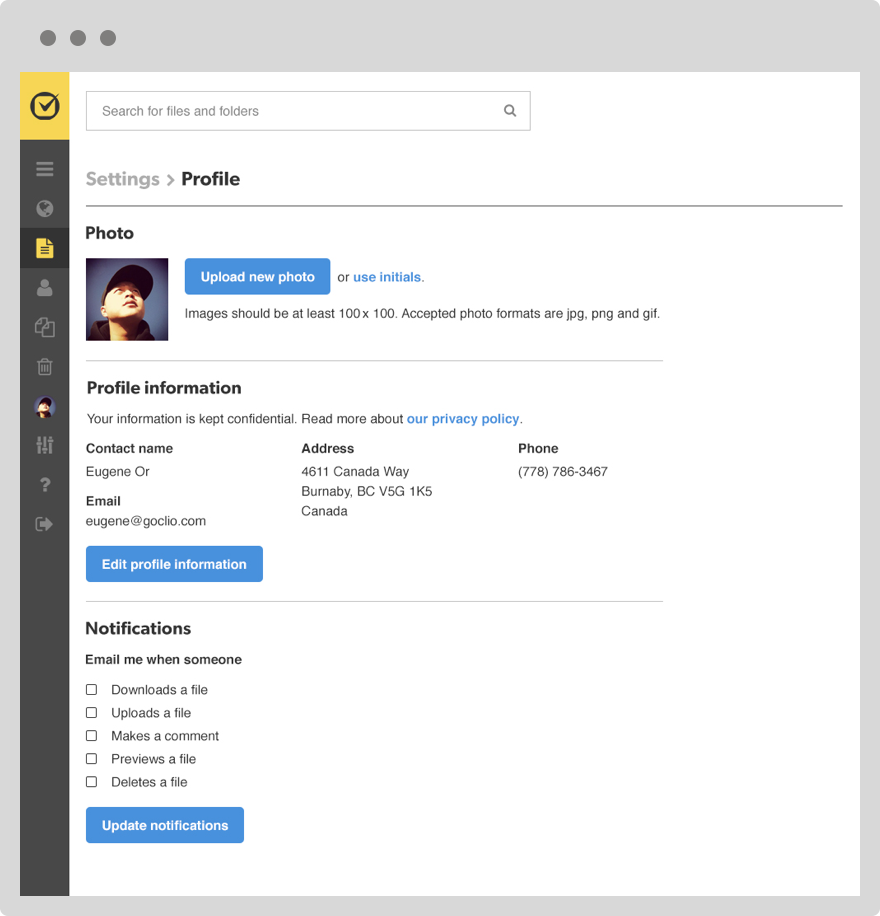 Search for files and folders
Settings > Profile
Photo
Upload new photo or use initials.
Images should be at least 100 x 100. Accepted photo formats are jpg, png and gif.
Profile information
Your information is kept confidential. Read more about our privacy policy.
Contact name Address Phone
Eugene Or 4611 Canada Way (778) 786-3467
Burnaby, BC V5G 1K5
Email
Canada
eugene@goclio.com
Edit profile information
Notifications
Email me when someone
Downloads a file
Uploads a file
Makes a comment
Previews a file
Deletes a file
Update notifications